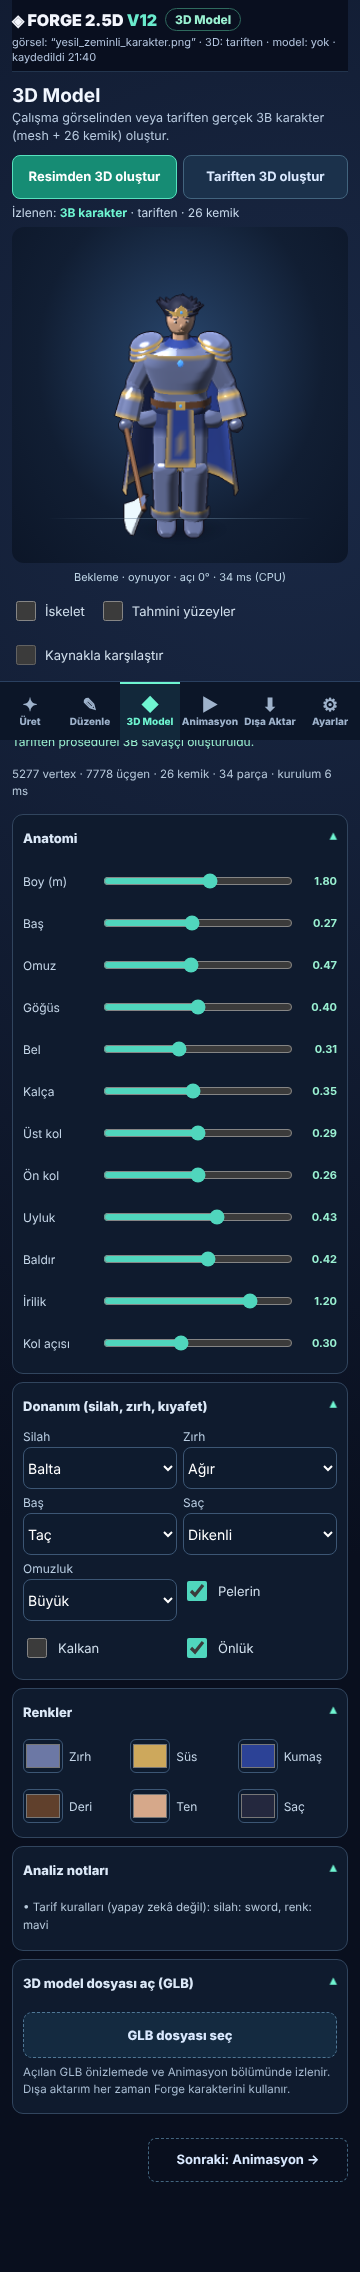 ◈ FORGE 2.5D V12 3D Model
görsel: “yesil_zeminli_karakter.png” · 3D: tariften · model: yok ·
kaydedildi 21:40
3D Model
Çalışma görselinden veya tariften gerçek 3B karakter
(mesh + 26 kemik) oluştur.
Resimden 3D oluştur Tariften 3D oluştur
İzlenen: 3B karakter · tariften · 26 kemik
Bekleme · oynuyor · açı 0° · 34 ms (CPU)
İskelet Tahmini yüzeyler
Kaynakla karşılaştır
Üret Düzenle 3D Model Animasyon Dışa Aktar Ayarlar
Tariften prosedürel 3B savaşçı oluşturuldu.
5277 vertex · 7778 üçgen · 26 kemik · 34 parça · kurulum 6
ms
Anatomi
Boy (m) 1.80
Baş 0.27
Omuz 0.47
Göğüs 0.40
Bel 0.31
Kalça 0.35
Üst kol 0.29
Ön kol 0.26
Uyluk 0.43
Baldır 0.42
İrilik 1.20
Kol açısı 0.30
Donanım (silah, zırh, kıyafet)
Silah Zırh
Balta Ağır
Baş Saç
Taç Dikenli
Omuzluk
Büyük Pelerin
Kalkan Önlük
Renkler
Zırh Süs Kumaş
Deri Ten Saç
Analiz notları
• Tarif kuralları (yapay zekâ değil): silah: sword, renk:
mavi
3D model dosyası aç (GLB)
GLB dosyası seç
Açılan GLB önizlemede ve Animasyon bölümünde izlenir.
Dışa aktarım her zaman Forge karakterini kullanır.
Sonraki: Animasyon →